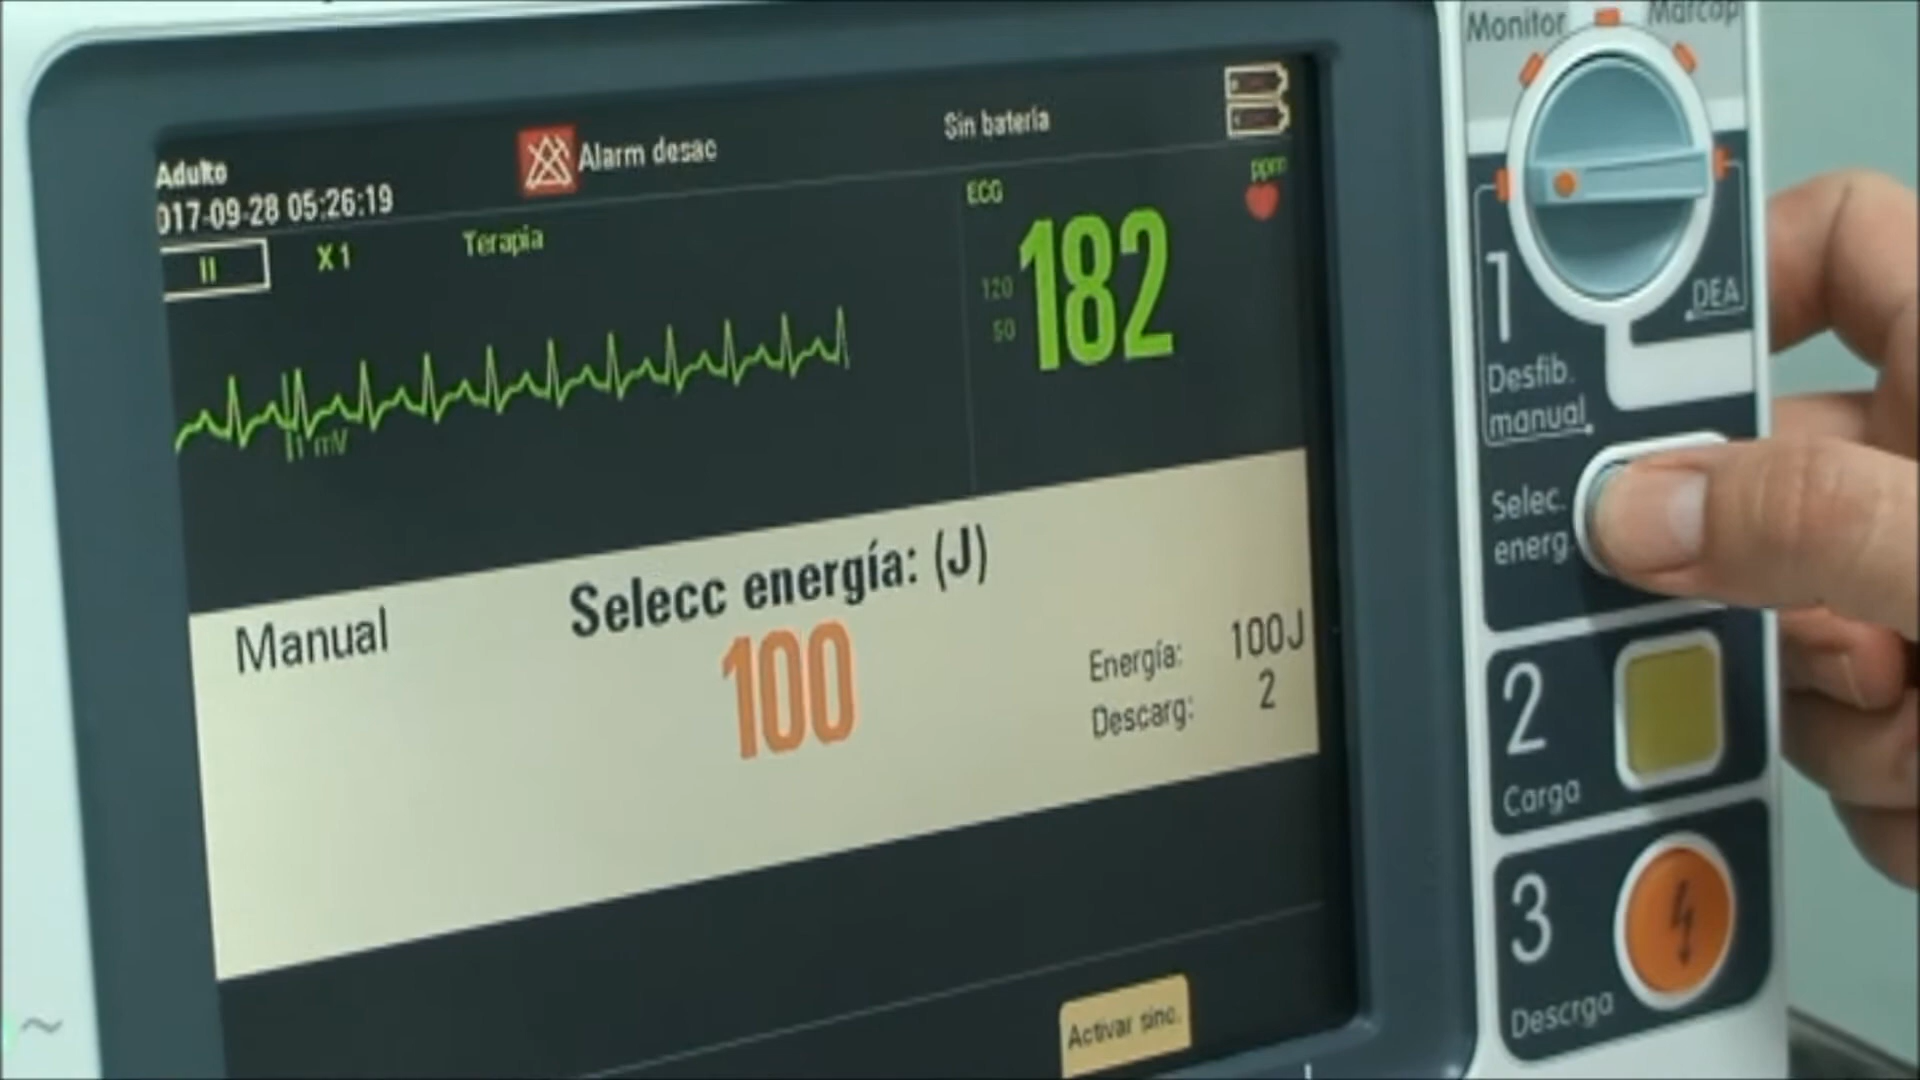 Monitor
Marcap
Adulto
017-09-28 05:26:19
Alarm desac
Sin batería
II
X1
Terapia
ECG
ppm
120
50
182
1 mV
Manual
Selecc energía: (J)
100
Energía: 100J
Descarg: 2
Activar sinc.
1
Desfib.
manual
DEA
Selec.
energ.
2
Carga
3
Descrga